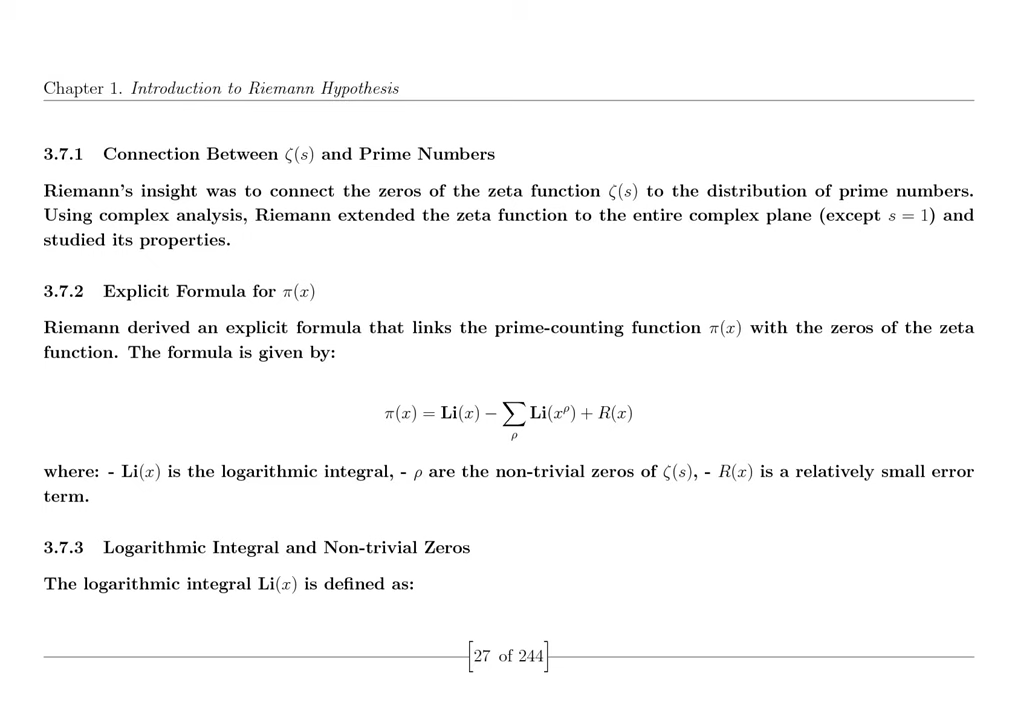 Chapter 1. Introduction to Riemann Hypothesis
3.7.1 Connection Between ζ(s) and Prime Numbers
Riemann's insight was to connect the zeros of the zeta function ζ(s) to the distribution of prime numbers.
Using complex analysis, Riemann extended the zeta function to the entire complex plane (except s = 1) and
studied its properties.
3.7.2 Explicit Formula for π(x)
Riemann derived an explicit formula that links the prime-counting function π(x) with the zeros of the zeta
function. The formula is given by:
π(x) = Li(x) − ∑ Li(x^ρ) + R(x)
ρ
where: - Li(x) is the logarithmic integral, - ρ are the non-trivial zeros of ζ(s), - R(x) is a relatively small error
term.
3.7.3 Logarithmic Integral and Non-trivial Zeros
The logarithmic integral Li(x) is defined as:
[27 of 244]